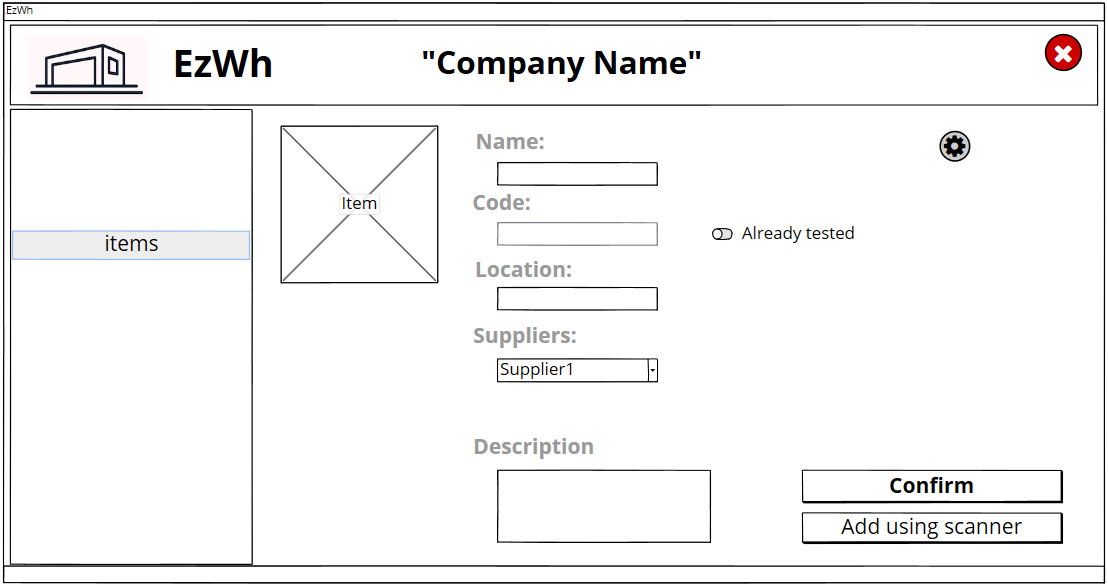 EzWh
EzWh
"Company Name"
items
Item
Name:
Code:
Already tested
Location:
Suppliers:
Supplier1
Description
Confirm
Add using scanner